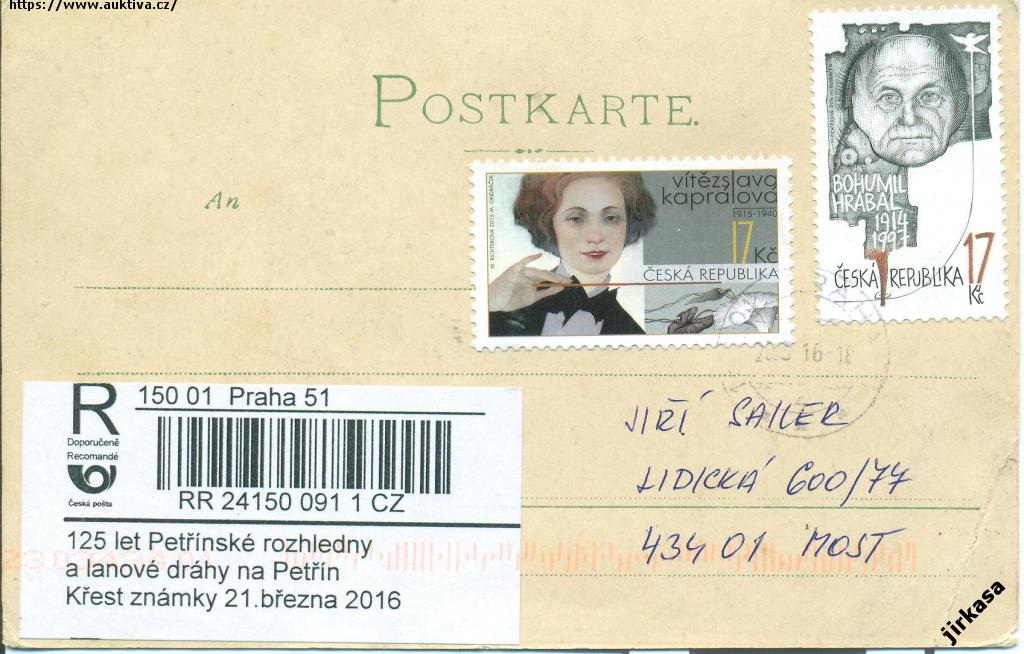 https://www.auktiva.cz/
POSTKARTE.
An
M. RICHTEROVÁ 2015 M. ONDRÁČEK
vítězslava
kaprálová
1915-1940
17 Kč
ČESKÁ REPUBLIKA
BOHUMIL
HRABAL
1914
1997
ČESKÁ REPUBLIKA 17 Kč
R
Doporučeně
Recomandé
Česká pošta
150 01 Praha 51
RR 24150 091 1 CZ
125 let Petřínské rozhledny
a lanové dráhy na Petřín
Křest známky 21.března 2016
JIŘÍ SAILER
LIDICKÁ 600/77
434 01 MOST
jirkasa